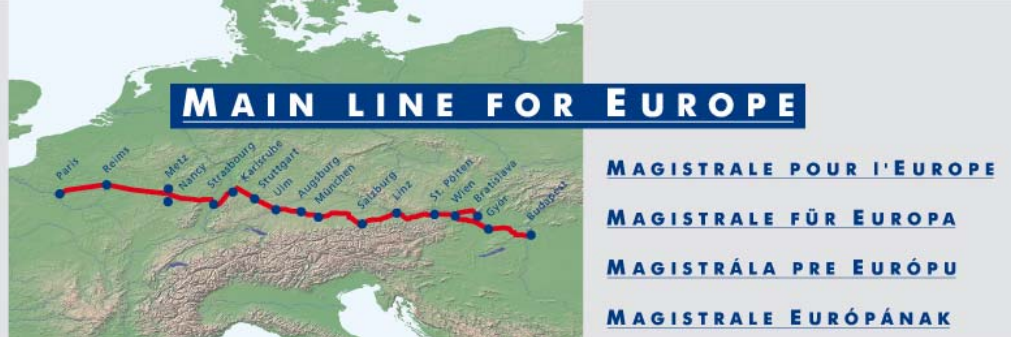 MAIN LINE FOR EUROPE
Paris
Reims
Metz
Nancy
Strasbourg
Karlsruhe
Stuttgart
Ulm
Augsburg
München
Salzburg
Linz
St. Pölten
Wien
Bratislava
Győr
Budapest
MAGISTRALE POUR l'EUROPE
MAGISTRALE FÜR EUROPA
MAGISTRÁLA PRE EURÓPU
MAGISTRALE EURÓPÁNAK